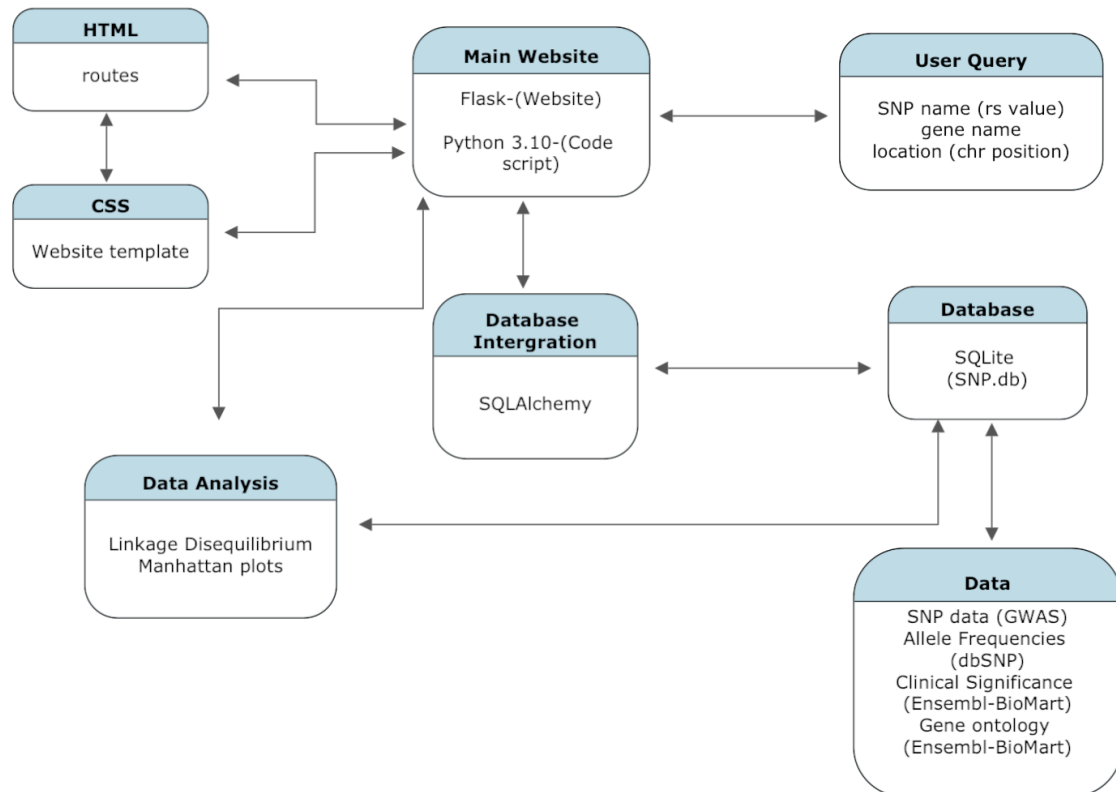 HTML
routes
CSS
Website template
Main Website
Flask-(Website)
Python 3.10-(Code
script)
User Query
SNP name (rs value)
gene name
location (chr position)
Database
Intergration
SQLAlchemy
Database
SQLite
(SNP.db)
Data Analysis
Linkage Disequilibrium
Manhattan plots
Data
SNP data (GWAS)
Allele Frequencies
(dbSNP)
Clinical Significance
(Ensembl-BioMart)
Gene ontology
(Ensembl-BioMart)